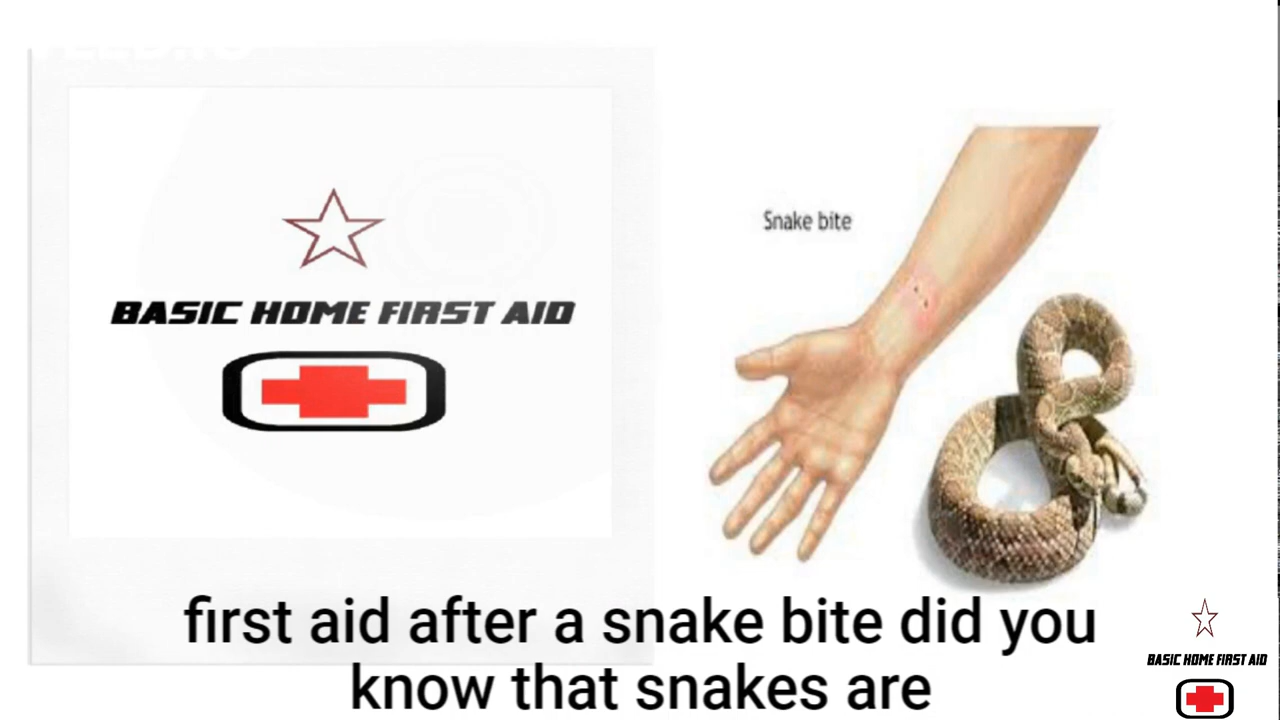 BASIC HOME FIRST AID
Snake bite
first aid after a snake bite did you
know that snakes are
BASIC HOME FIRST AID